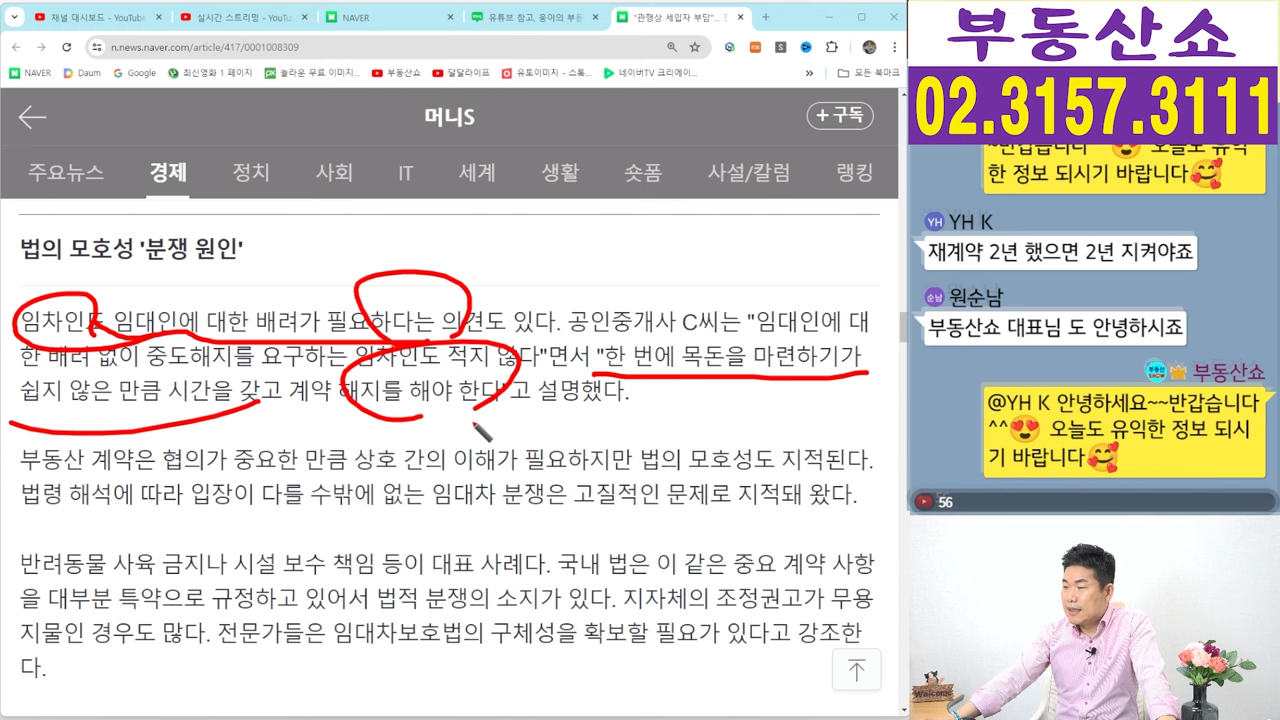 채널 대시보드 - YouTube
실시간 스트리밍 - YouTu
NAVER
유튜브 참고, 웅이의 부동
"관행상 세입자 부담"...
n.news.naver.com/article/417/0001008309
NAVER
Daum
Google
최신영화 1 페이지
놀라운 무료 이미지...
부동산쇼
달달라이프
유토이미지 - 스톡...
네이버TV 크리에이...
모든 북마크
머니S
+ 구독
주요뉴스
경제
정치
사회
IT
세계
생활
숏폼
사설/칼럼
랭킹
법의 모호성 '분쟁 원인'
임차인도 임대인에 대한 배려가 필요하다는 의견도 있다. 공인중개사 C씨는 "임대인에 대
한 배려 없이 중도해지를 요구하는 임차인도 적지 않다"면서 "한 번에 목돈을 마련하기가
쉽지 않은 만큼 시간을 갖고 계약 해지를 해야 한다"고 설명했다.
부동산 계약은 협의가 중요한 만큼 상호 간의 이해가 필요하지만 법의 모호성도 지적된다.
법령 해석에 따라 입장이 다를 수밖에 없는 임대차 분쟁은 고질적인 문제로 지적돼 왔다.
반려동물 사육 금지나 시설 보수 책임 등이 대표 사례다. 국내 법은 이 같은 중요 계약 사항
을 대부분 특약으로 규정하고 있어서 법적 분쟁의 소지가 있다. 지자체의 조정권고가 무용
지물인 경우도 많다. 전문가들은 임대차보호법의 구체성을 확보할 필요가 있다고 강조한
다.
부동산쇼
02.3157.3111
~반갑습니다 😍 오늘도 유익
한 정보 되시기 바랍니다🥰
YH YH K
재계약 2년 했으면 2년 지켜야죠
순남 원순남
부동산쇼 대표님 도 안녕하시죠
부동산쇼
@YH K 안녕하세요~~반갑습니다
^^😍 오늘도 유익한 정보 되시
기 바랍니다🥰
56
Welcome